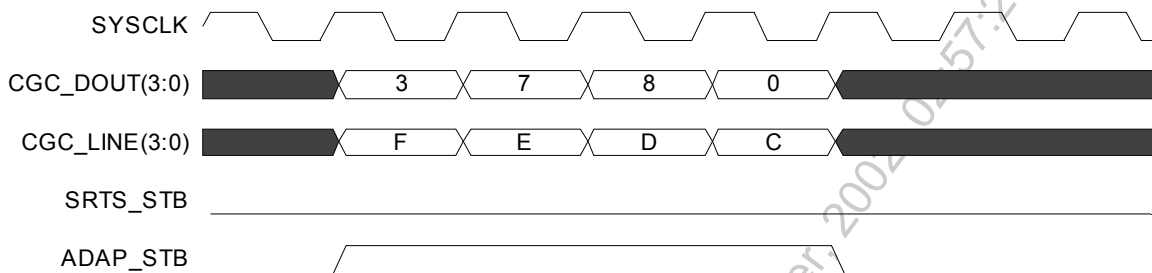 SYSCLK
CGC_DOUT(3:0) 3 7 8 0
CGC_LINE(3:0) F E D C
SRTS_STB
ADAP_STB